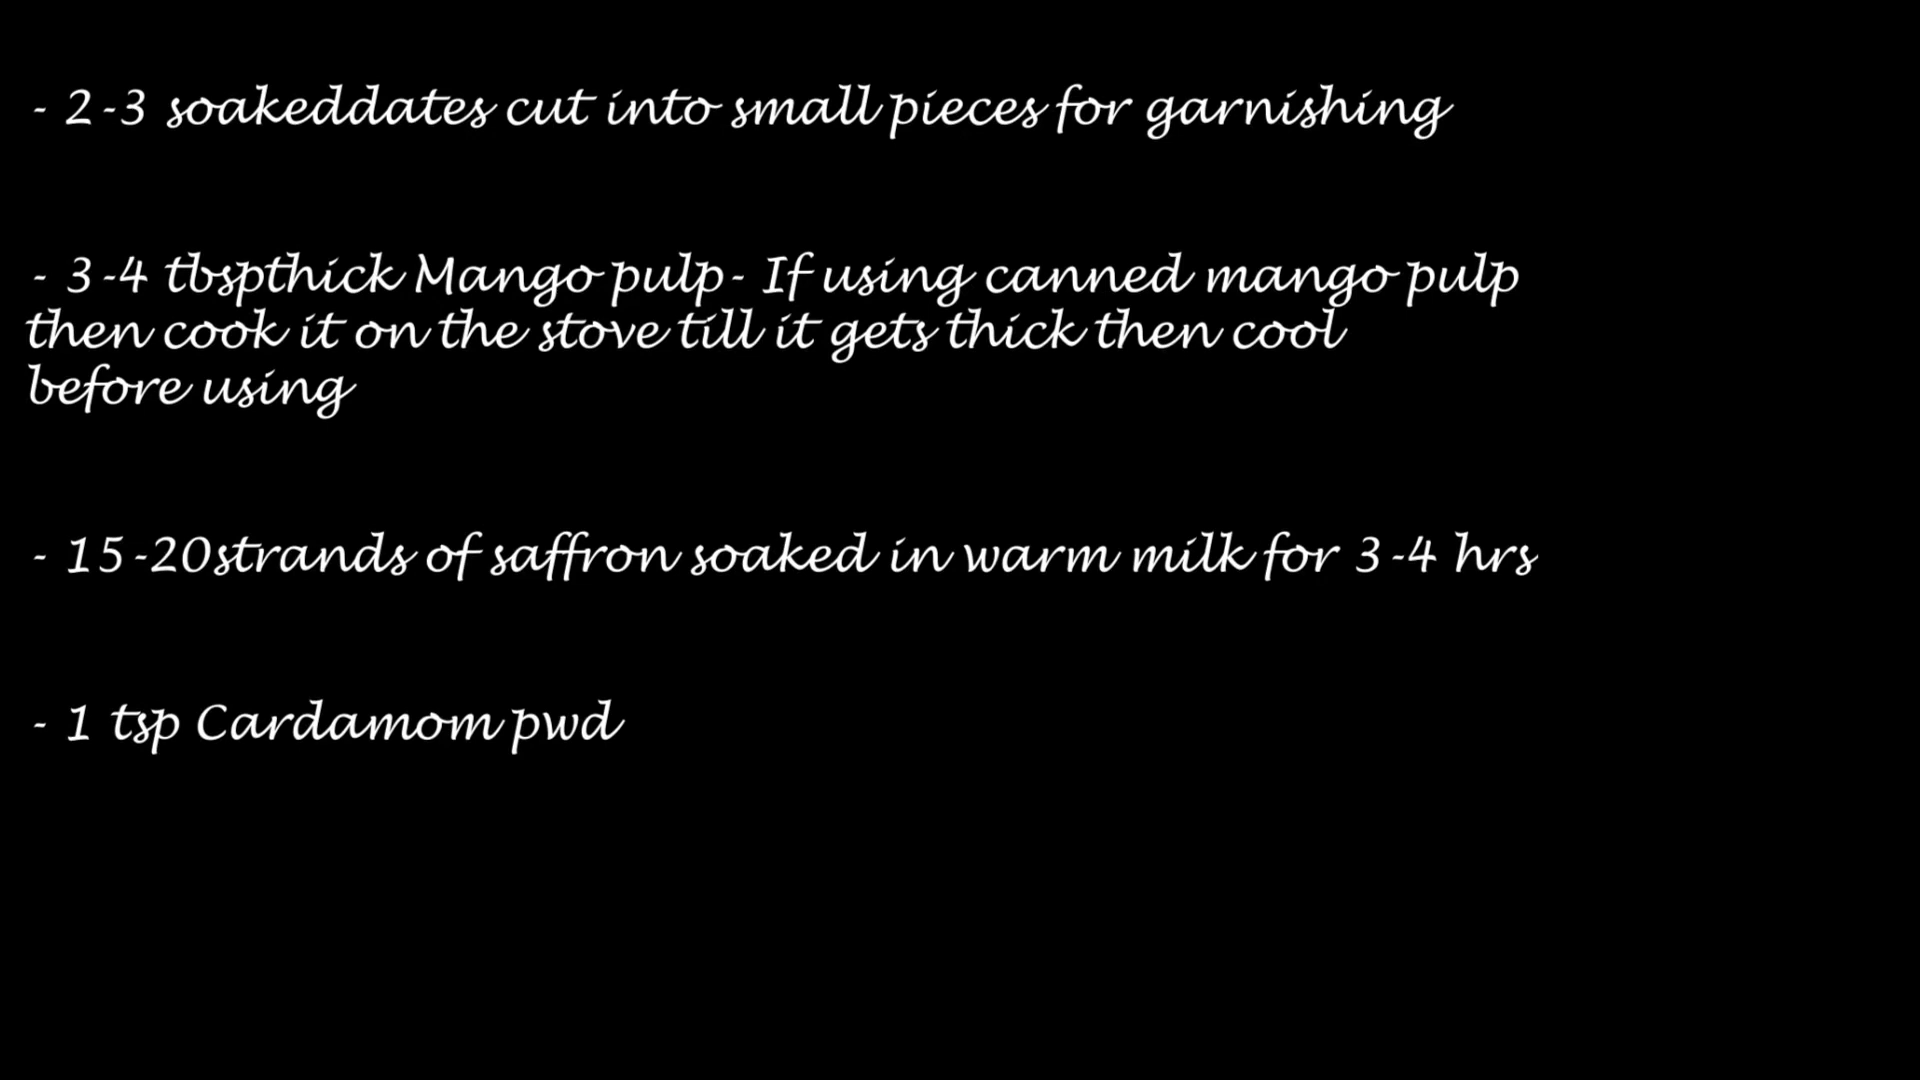 - 2-3 soakeddates cut into small pieces for garnishing
- 3-4 tbspthick Mango pulp- If using canned mango pulp
then cook it on the stove till it gets thick then cool
before using
- 15-20strands of saffron soaked in warm milk for 3-4 hrs
- 1 tsp Cardamom pwd